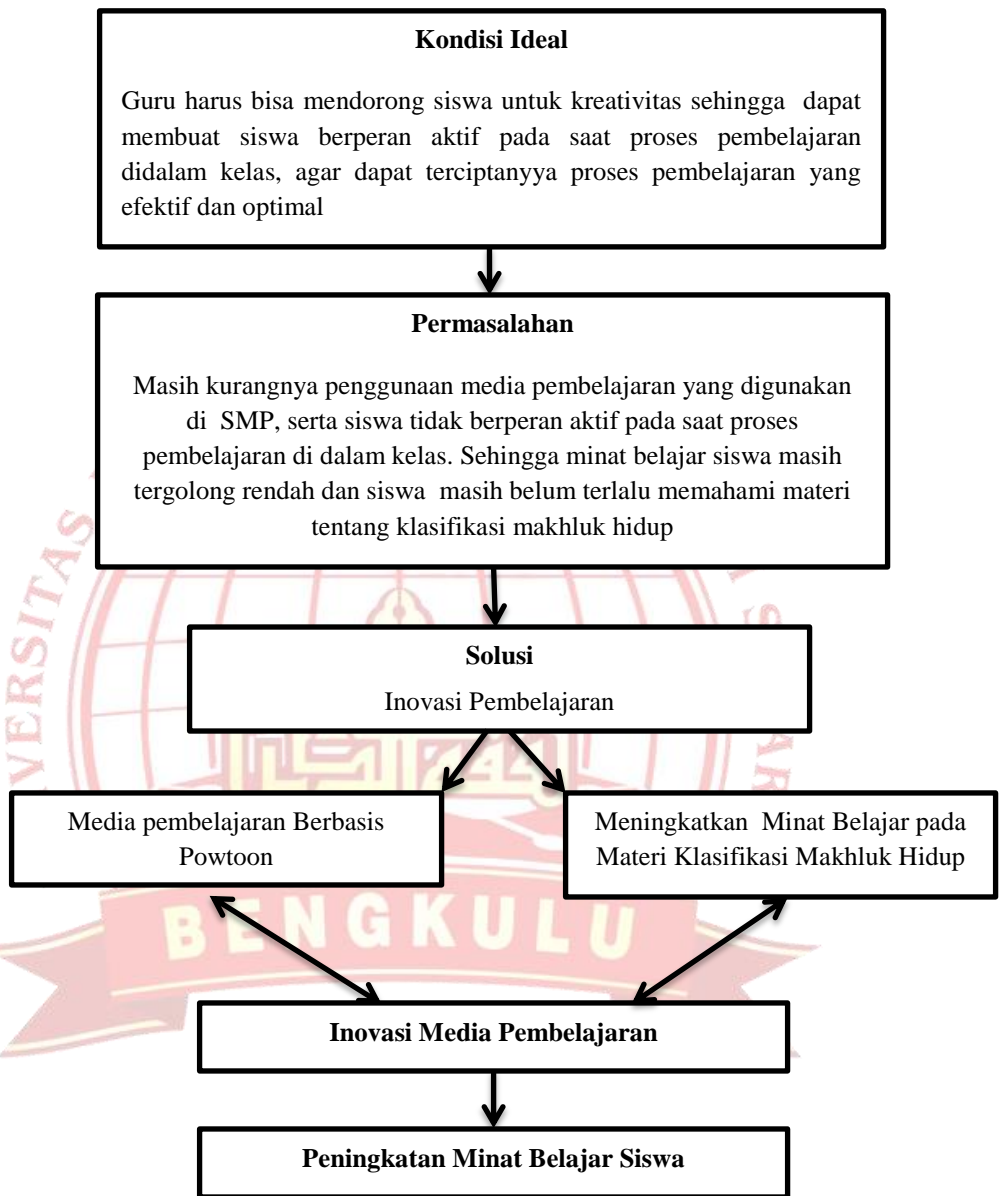 Kondisi Ideal
Guru harus bisa mendorong siswa untuk kreativitas sehingga dapat
membuat siswa berperan aktif pada saat proses pembelajaran
didalam kelas, agar dapat terciptanyya proses pembelajaran yang
efektif dan optimal
Permasalahan
Masih kurangnya penggunaan media pembelajaran yang digunakan
di SMP, serta siswa tidak berperan aktif pada saat proses
pembelajaran di dalam kelas. Sehingga minat belajar siswa masih
tergolong rendah dan siswa masih belum terlalu memahami materi
tentang klasifikasi makhluk hidup
Solusi
Inovasi Pembelajaran
Media pembelajaran Berbasis
Powtoon
Meningkatkan Minat Belajar pada
Materi Klasifikasi Makhluk Hidup
BENGKULU
Inovasi Media Pembelajaran
Peningkatan Minat Belajar Siswa